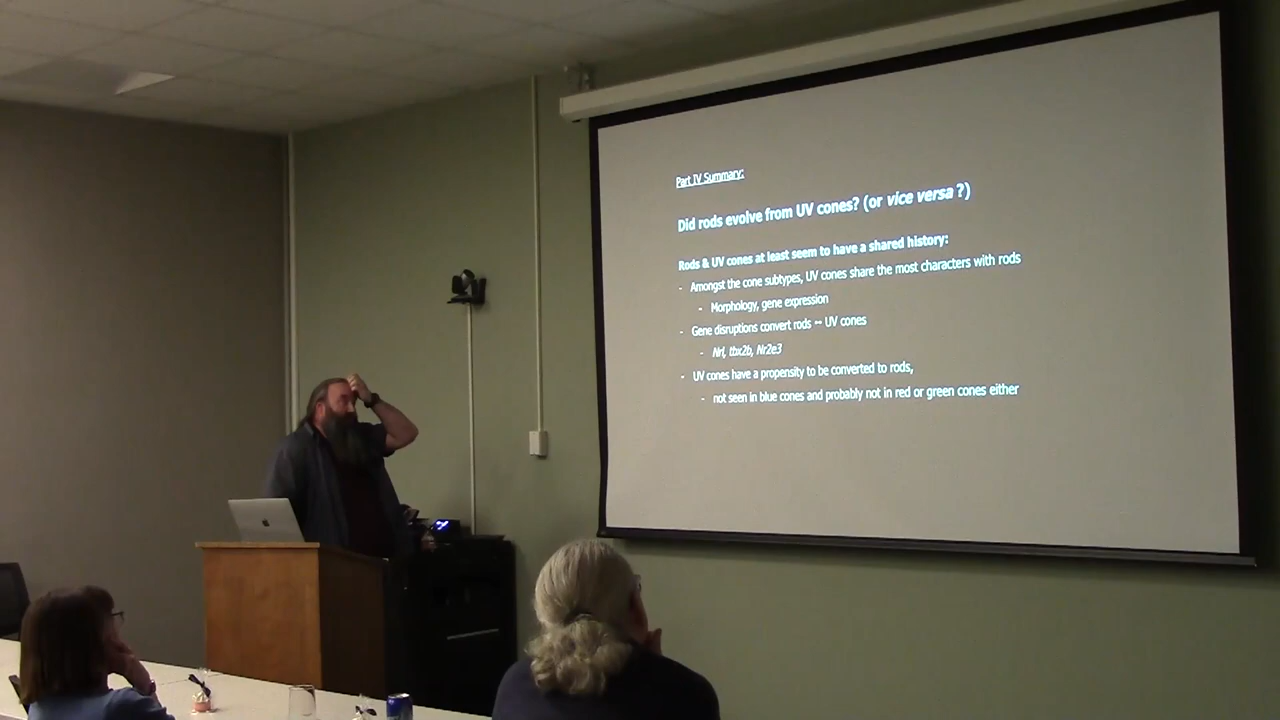 Part IV Summary:
Did rods evolve from UV cones? (or vice versa ?)
Rods & UV cones at least seem to have a shared history:
- Amongst the cone subtypes, UV cones share the most characters with rods
- Morphology, gene expression
- Gene disruptions convert rods ↔ UV cones
- Nrl, tbx2b, Nr2e3
- UV cones have a propensity to be converted to rods,
- not seen in blue cones and probably not in red or green cones either